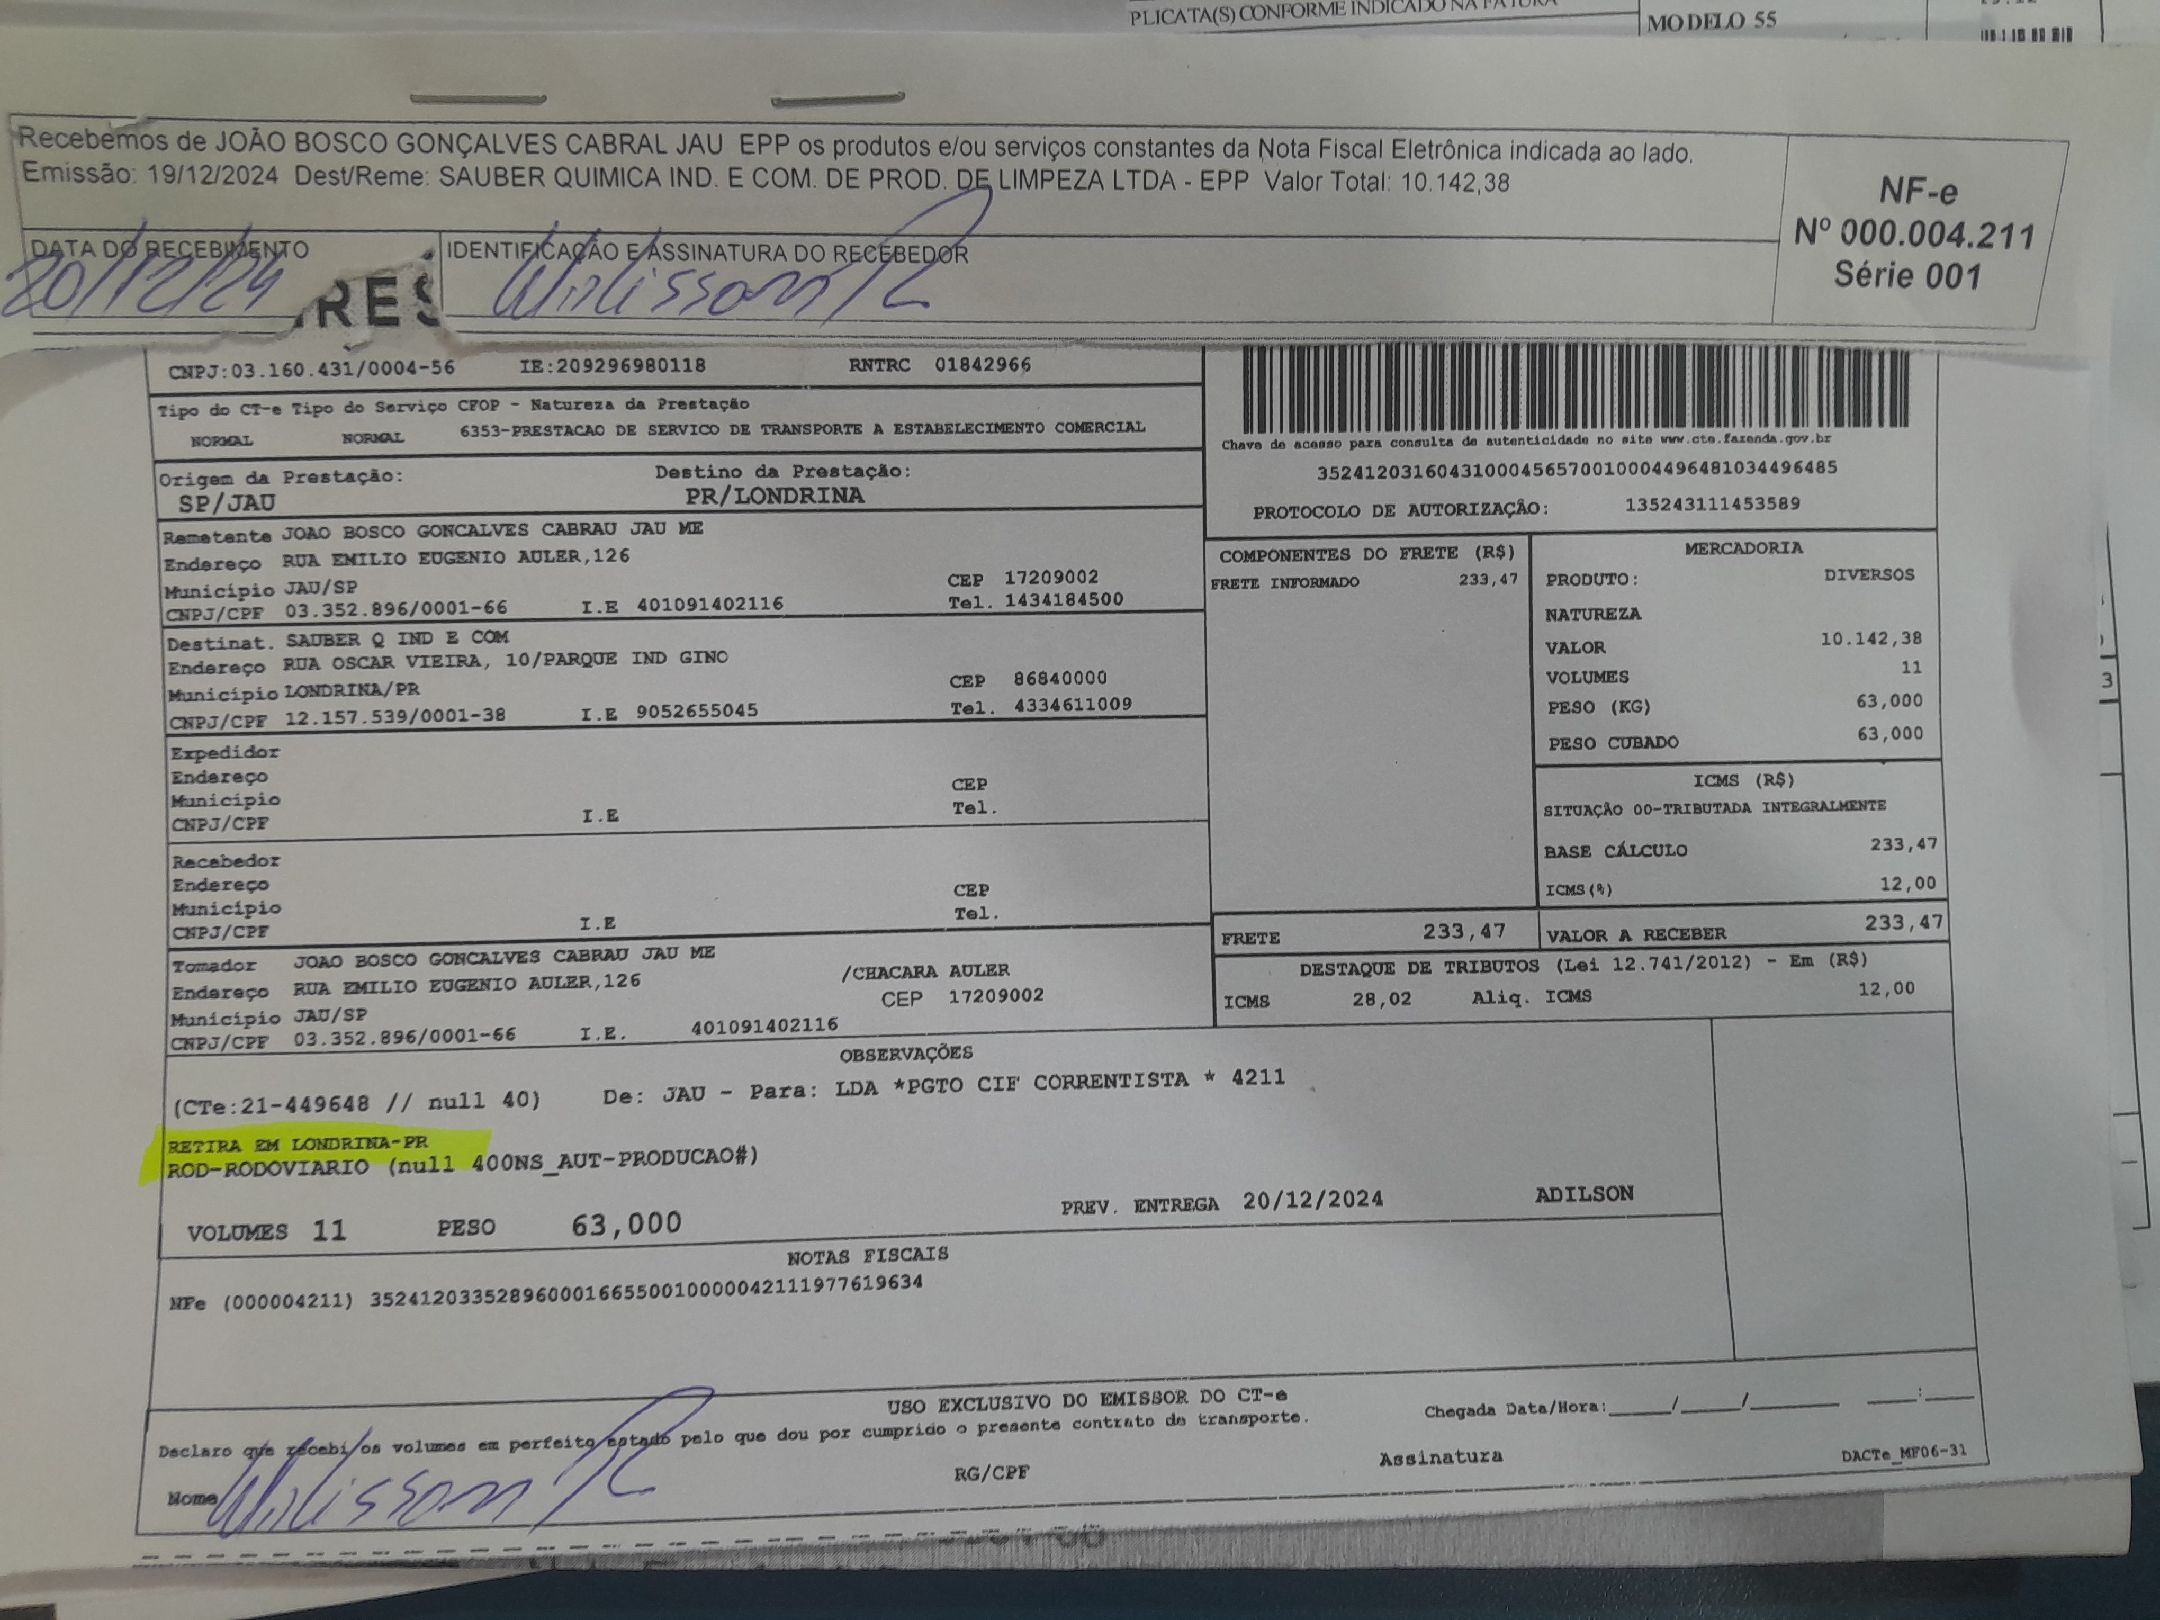 PLICATA(S) CONFORME INDICADO NA FATURA
MODELO 55
Recebemos de JOÃO BOSCO GONÇALVES CABRAL JAU EPP os produtos e/ou serviços constantes da Nota Fiscal Eletrônica indicada ao lado.
Emissão: 19/12/2024 Dest/Reme: SAUBER QUIMICA IND. E COM. DE PROD. DE LIMPEZA LTDA - EPP Valor Total: 10.142,38
NF-e
Nº 000.004.211
Série 001
DATA DO RECEBIMENTO
IDENTIFICAÇÃO E ASSINATURA DO RECEBEDOR
20/12/24
RES
CNPJ:03.160.431/0004-56 IE:209296980118 RNTRC 01842966
Tipo do CT-e Tipo do Serviço CFOP - Natureza da Prestação
NORMAL NORMAL 6353-PRESTACAO DE SERVICO DE TRANSPORTE A ESTABELECIMENTO COMERCIAL
Chave de acesso para consulta de autenticidade no site www.cte.fazenda.gov.br
35241203160431000456570010004496481034496485
PROTOCOLO DE AUTORIZAÇÃO: 135243111453589
Origem da Prestação: Destino da Prestação:
SP/JAU PR/LONDRINA
Remetente JOAO BOSCO GONCALVES CABRAU JAU ME
Endereço RUA EMILIO EUGENIO AULER,126
Município JAU/SP CEP 17209002
CNPJ/CPF 03.352.896/0001-66 I.E 401091402116 Tel. 1434184500
Destinat. SAUBER Q IND E COM
Endereço RUA OSCAR VIEIRA, 10/PARQUE IND GINO
Município LONDRINA/PR CEP 86840000
CNPJ/CPF 12.157.539/0001-38 I.E 9052655045 Tel. 4334611009
Expedidor
Endereço
Município CEP
CNPJ/CPF I.E Tel.
Recebedor
Endereço
Município CEP
CNPJ/CPF I.E Tel.
Tomador JOAO BOSCO GONCALVES CABRAU JAU ME
Endereço RUA EMILIO EUGENIO AULER,126 /CHACARA AULER
Município JAU/SP CEP 17209002
CNPJ/CPF 03.352.896/0001-66 I.E. 401091402116
COMPONENTES DO FRETE (R$)
FRETE INFORMADO 233,47
MERCADORIA
PRODUTO: DIVERSOS
NATUREZA
VALOR 10.142,38
VOLUMES 11
PESO (KG) 63,000
PESO CUBADO 63,000
ICMS (R$)
SITUAÇÃO 00-TRIBUTADA INTEGRALMENTE
BASE CÁLCULO 233,47
ICMS(%) 12,00
FRETE 233,47 VALOR A RECEBER 233,47
DESTAQUE DE TRIBUTOS (Lei 12.741/2012) - Em (R$)
ICMS 28,02 Aliq. ICMS 12,00
OBSERVAÇÕES
(CTe:21-449648 // null 40) De: JAU - Para: LDA *PGTO CIF CORRENTISTA * 4211
RETIRA EM LONDRINA-PR
ROD-RODOVIARIO (null 400NS_AUT-PRODUCAO#)
VOLUMES 11 PESO 63,000 PREV. ENTREGA 20/12/2024 ADILSON
NOTAS FISCAIS
NFe (000004211) 35241203352896000166550010000042111977619634
USO EXCLUSIVO DO EMISSOR DO CT-e
Declaro que recebi os volumes em perfeito estado pelo que dou por cumprido o presente contrato de transporte.
Chegada Data/Hora:____/____/______ ____:____
Nome RG/CPF Assinatura
DACTe_MF06-31